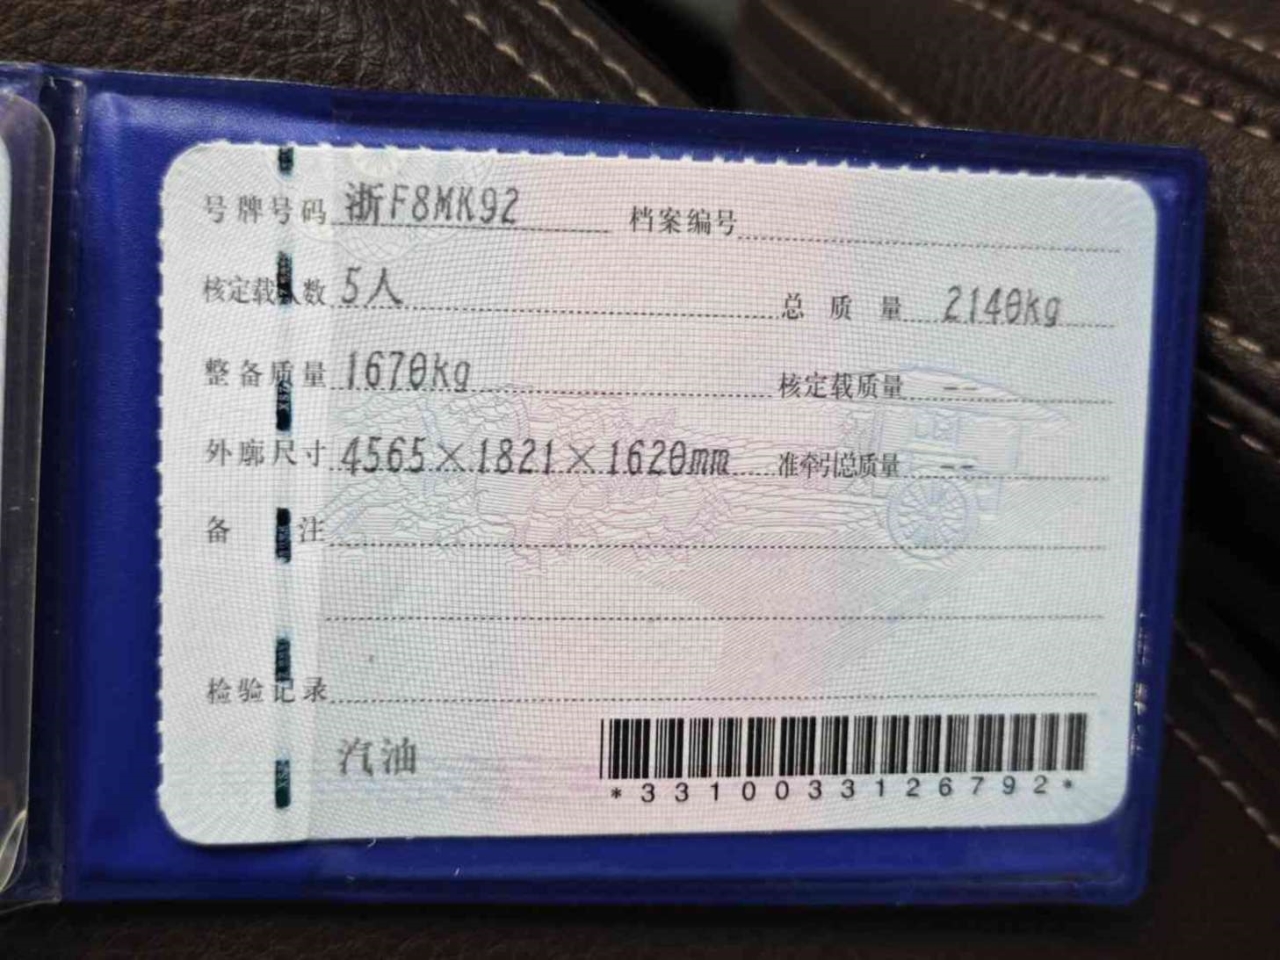 号牌号码 浙F8MK92 档案编号
核定载人数 5人 总质量 2140kg
整备质量 1670kg 核定载质量 --
外廓尺寸 4565×1821×1620mm 准牵引总质量 --
备注
检验记录
汽油
*3310033126792*